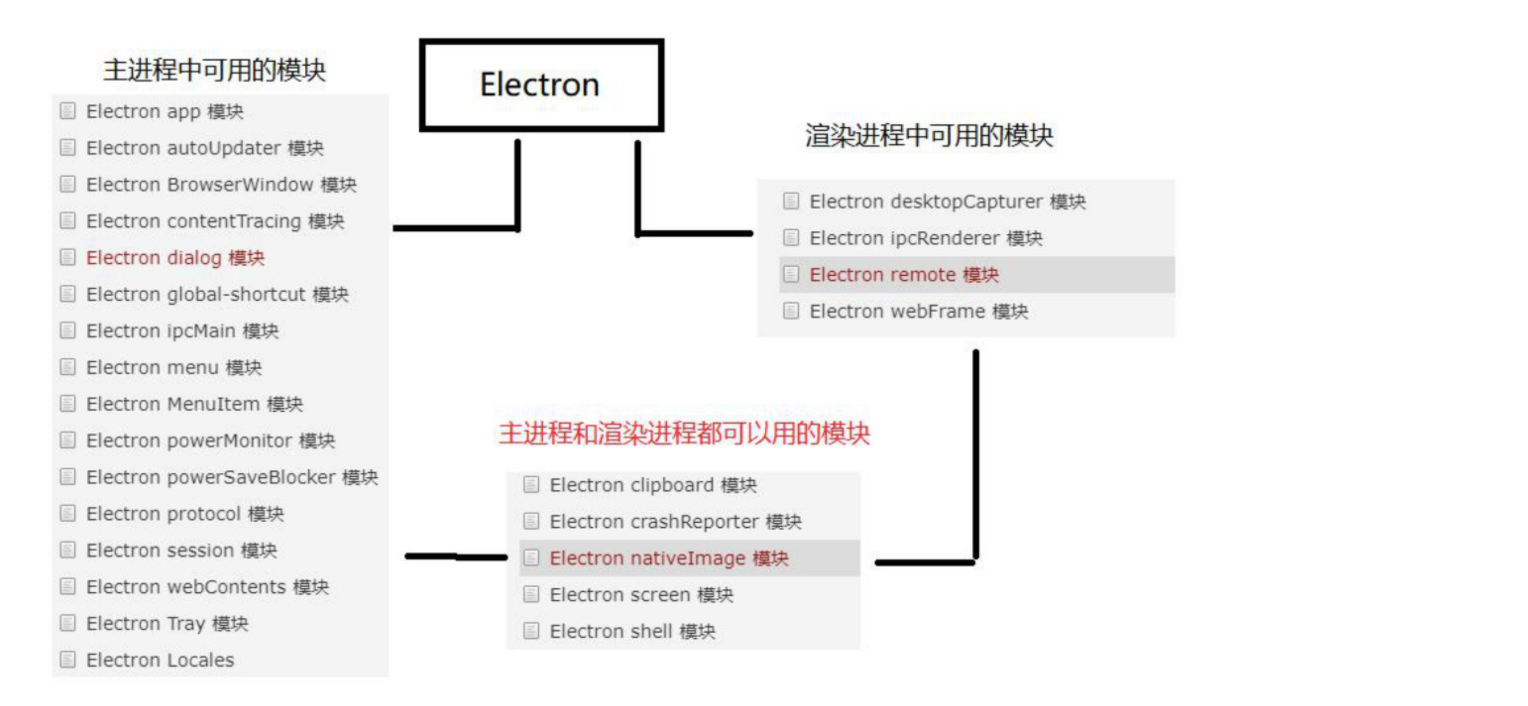 Electron
主进程中可用的模块
Electron app 模块
Electron autoUpdater 模块
Electron BrowserWindow 模块
Electron contentTracing 模块
Electron dialog 模块
Electron global-shortcut 模块
Electron ipcMain 模块
Electron menu 模块
Electron MenuItem 模块
Electron powerMonitor 模块
Electron powerSaveBlocker 模块
Electron protocol 模块
Electron session 模块
Electron webContents 模块
Electron Tray 模块
Electron Locales
渲染进程中可用的模块
Electron desktopCapturer 模块
Electron ipcRenderer 模块
Electron remote 模块
Electron webFrame 模块
主进程和渲染进程都可以用的模块
Electron clipboard 模块
Electron crashReporter 模块
Electron nativeImage 模块
Electron screen 模块
Electron shell 模块